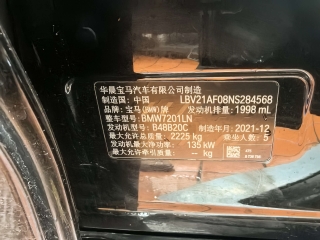 华晨宝马汽车有限公司制造
制造国：中国 LBV21AF08NS284568
品牌：宝马(BMW)牌 发动机排量：1998 mL
整车型号：BMW7201LN
发动机型号：B48B20C 制造年月：2021-12
最大允许总质量：2225 kg 乘坐人数：5
发动机最大净功率：135 kW
最大允许牵引质量：- kg